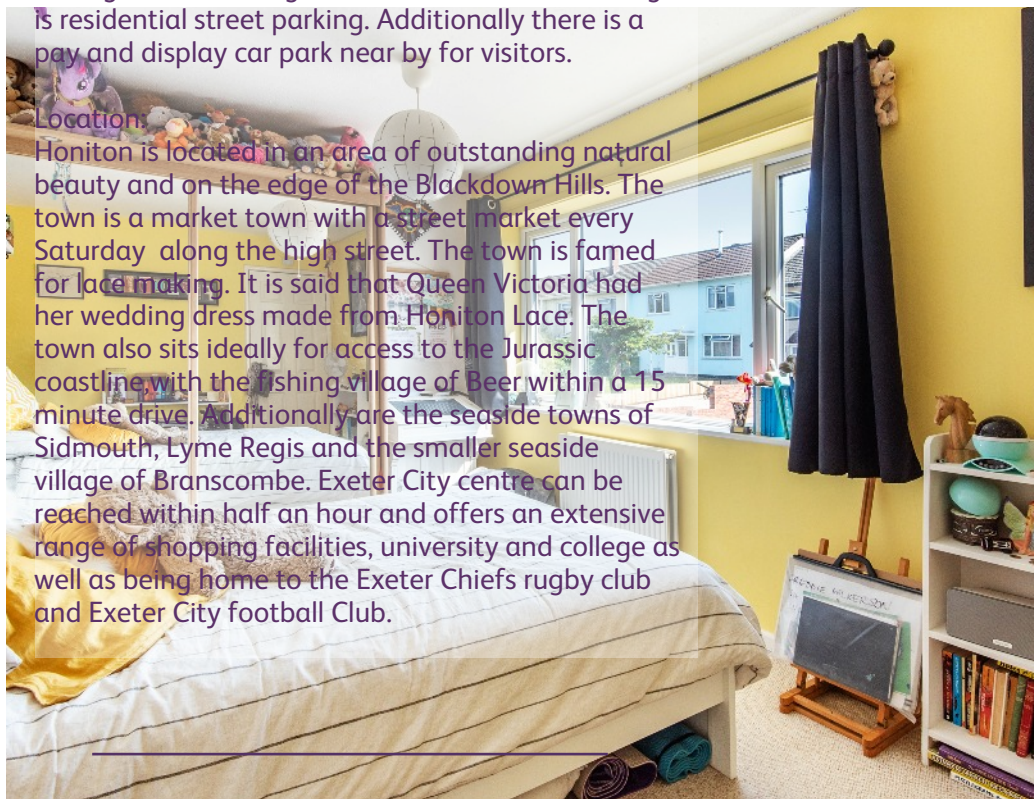 is residential street parking. Additionally there is a
pay and display car park near by for visitors.
Location:
Honiton is located in an area of outstanding natural
beauty and on the edge of the Blackdown Hills. The
town is a market town with a street market every
Saturday  along the high street. The town is famed
for lace making. It is said that Queen Victoria had
her wedding dress made from Honiton Lace. The
town also sits ideally for access to the Jurassic
coastline,with the fishing village of Beer within a 15
minute drive. Additionally are the seaside towns of
Sidmouth, Lyme Regis and the smaller seaside
village of Branscombe. Exeter City centre can be
reached within half an hour and offers an extensive
range of shopping facilities, university and college as
well as being home to the Exeter Chiefs rugby club
and Exeter City football Club.